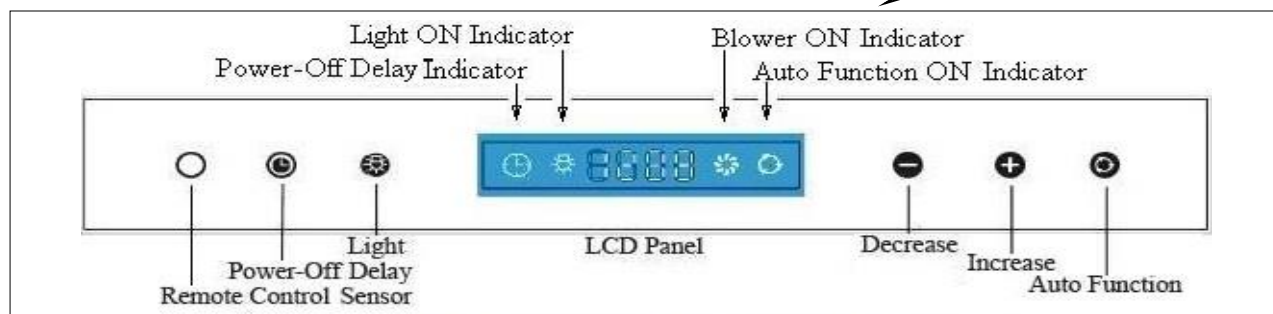 Light ON Indicator
Blower ON Indicator
Power-Off Delay Indicator
Auto Function ON Indicator
Light
LCD Panel
Decrease
Power-Off Delay
Increase
Remote Control Sensor
Auto Function